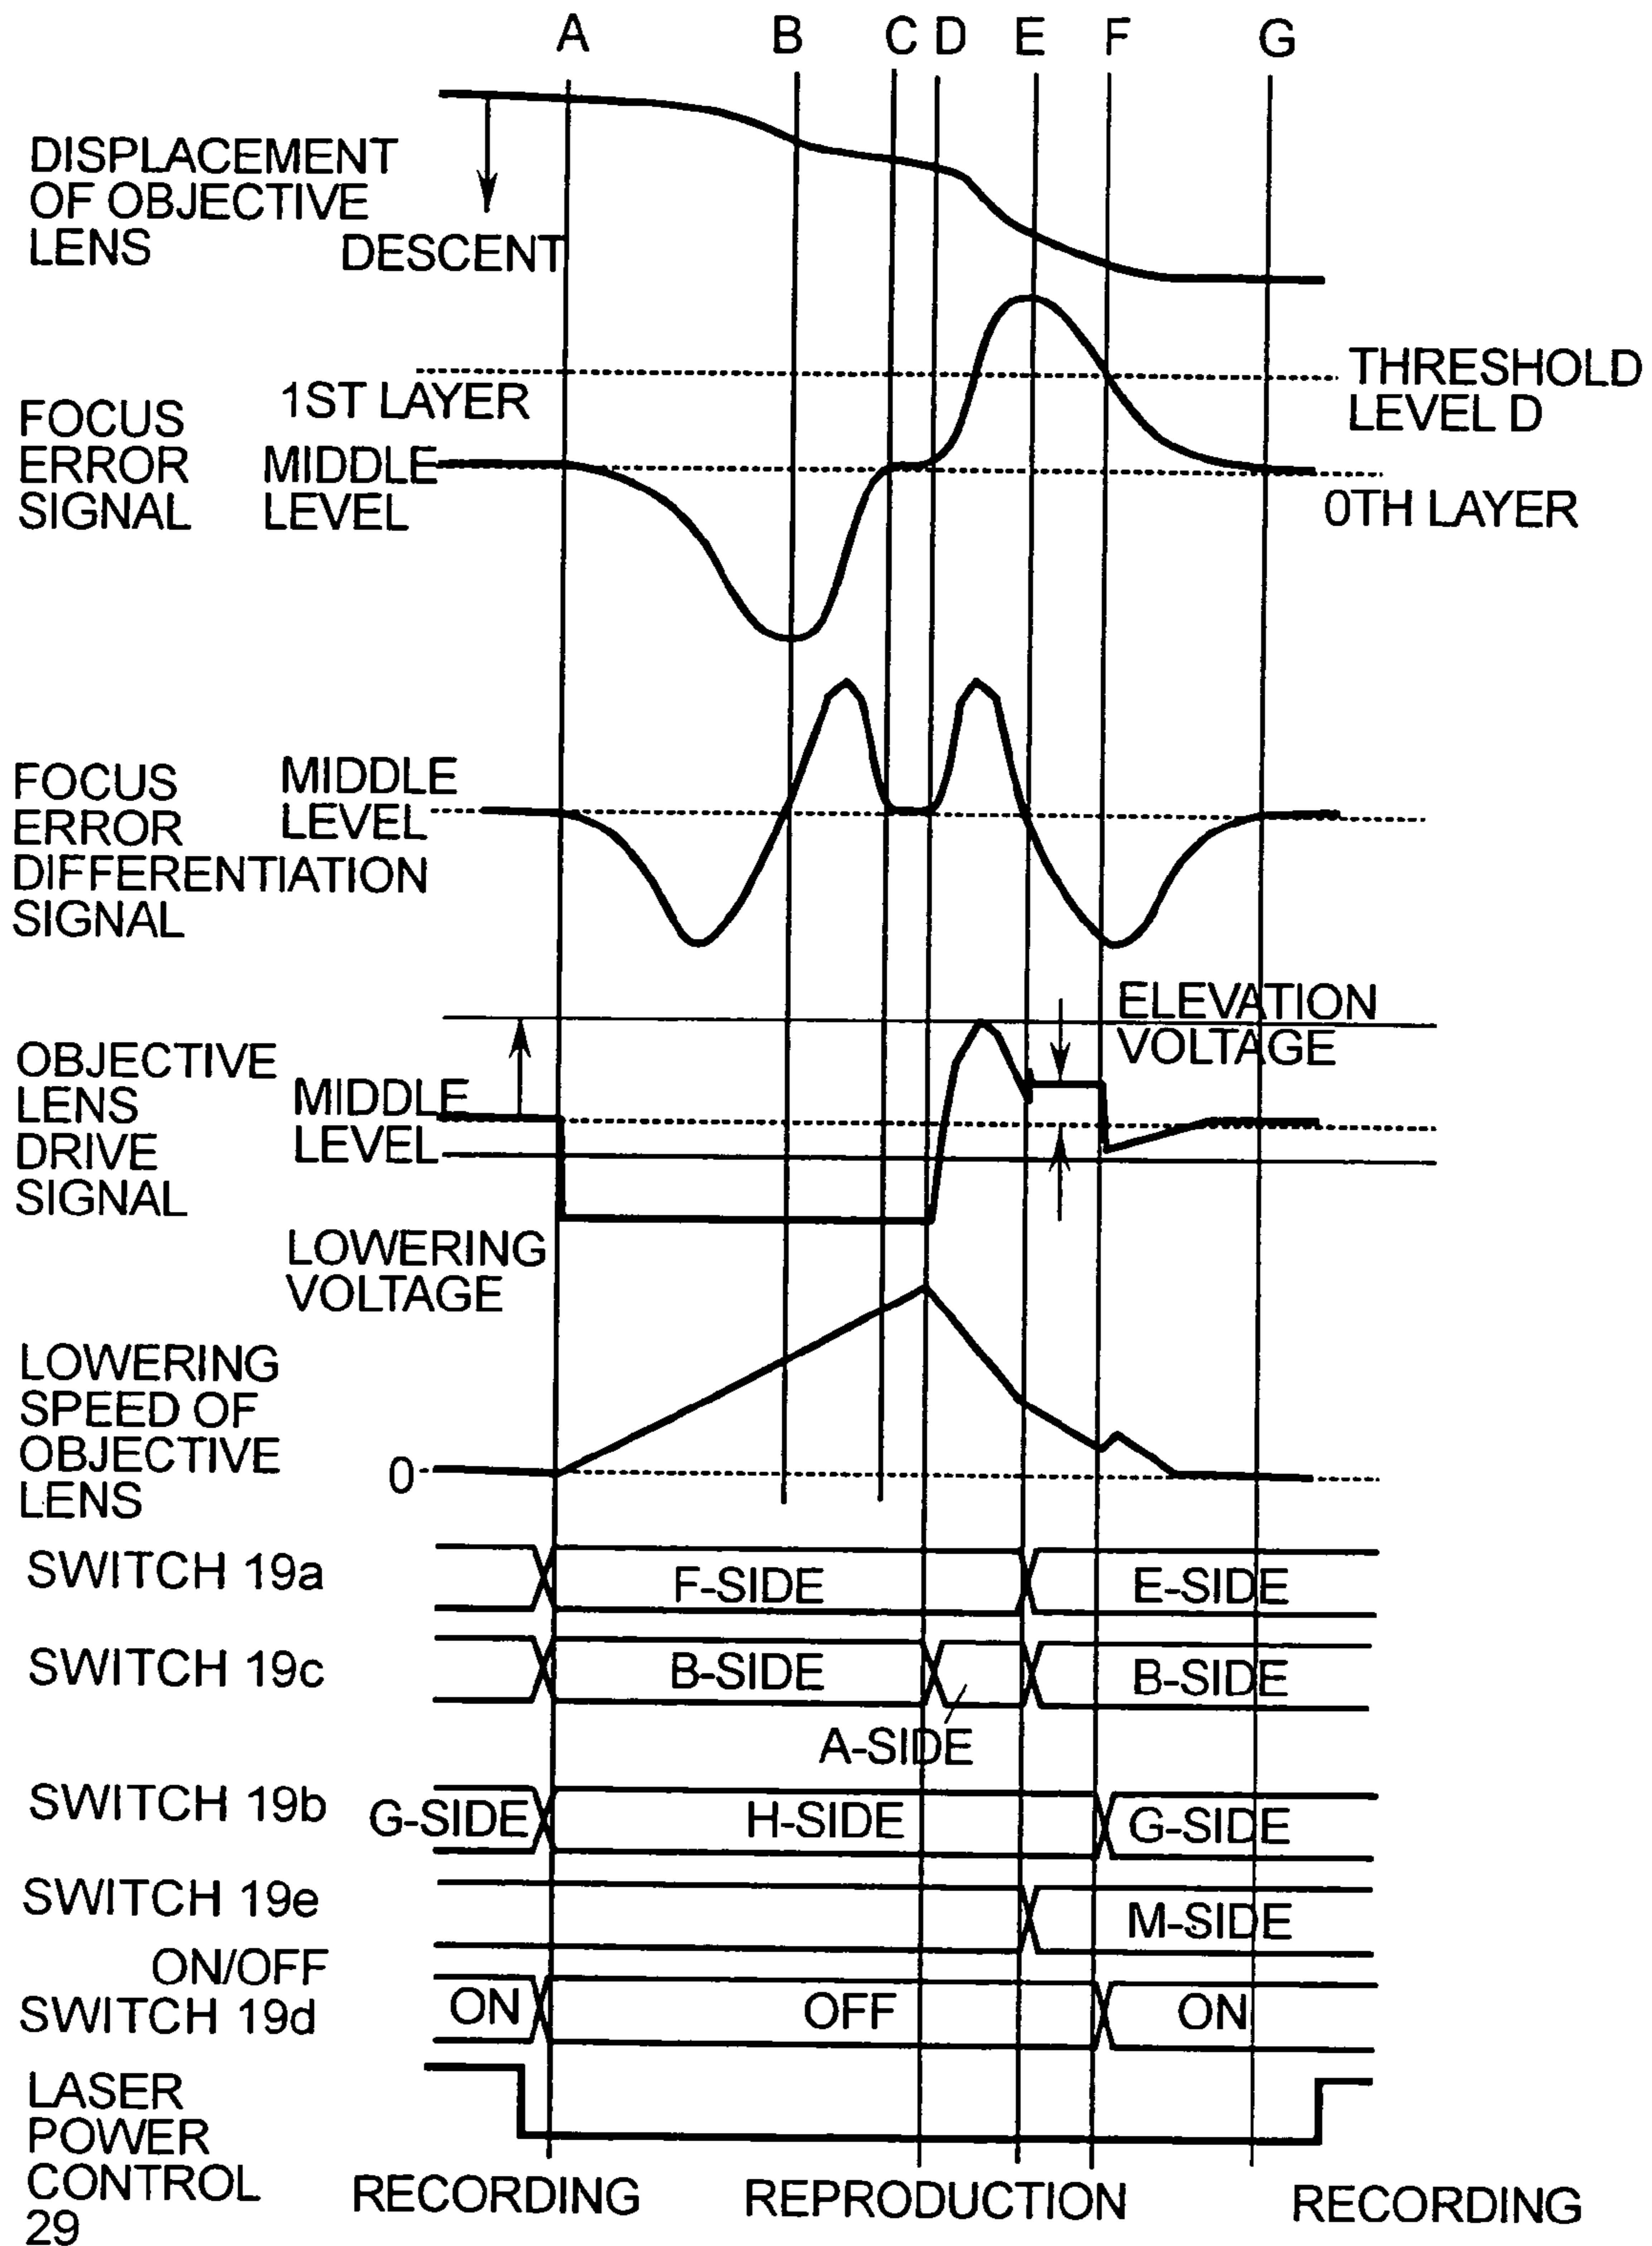 A B C D E F G
DISPLACEMENT
OF OBJECTIVE
LENS
DESCENT
THRESHOLD
LEVEL D
1ST LAYER
FOCUS
ERROR
SIGNAL
MIDDLE
LEVEL
0TH LAYER
FOCUS
ERROR
DIFFERENTIATION
SIGNAL
MIDDLE
LEVEL
ELEVATION
VOLTAGE
OBJECTIVE
LENS
DRIVE
SIGNAL
MIDDLE
LEVEL
LOWERING
VOLTAGE
LOWERING
SPEED OF
OBJECTIVE
LENS
0
SWITCH 19a
F-SIDE
E-SIDE
SWITCH 19c
B-SIDE
B-SIDE
A-SIDE
SWITCH 19b
G-SIDE
H-SIDE
G-SIDE
SWITCH 19e
M-SIDE
ON/OFF
SWITCH 19d
ON
OFF
ON
LASER
POWER
CONTROL
29
RECORDING
REPRODUCTION
RECORDING